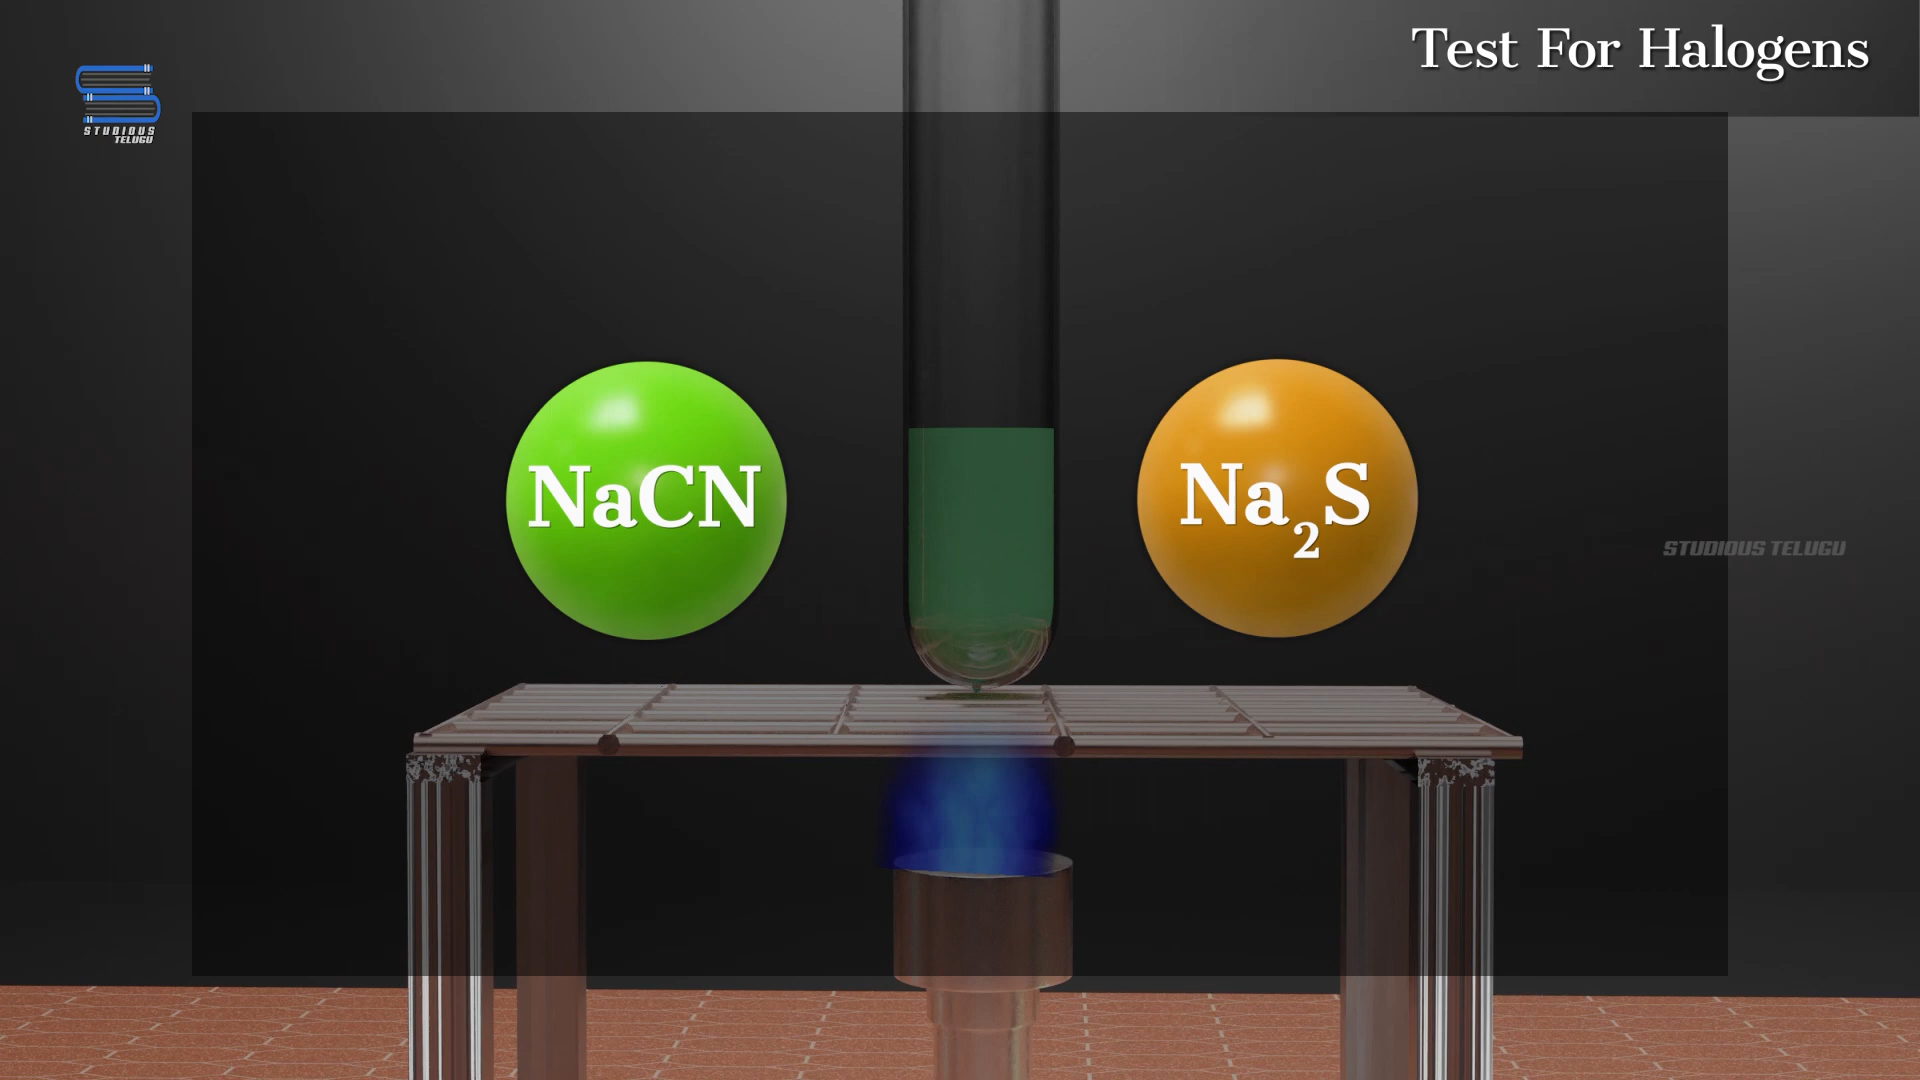 Test For Halogens
STUDIOUS
TELUGU
NaCN
Na₂S
STUDIOUS TELUGU